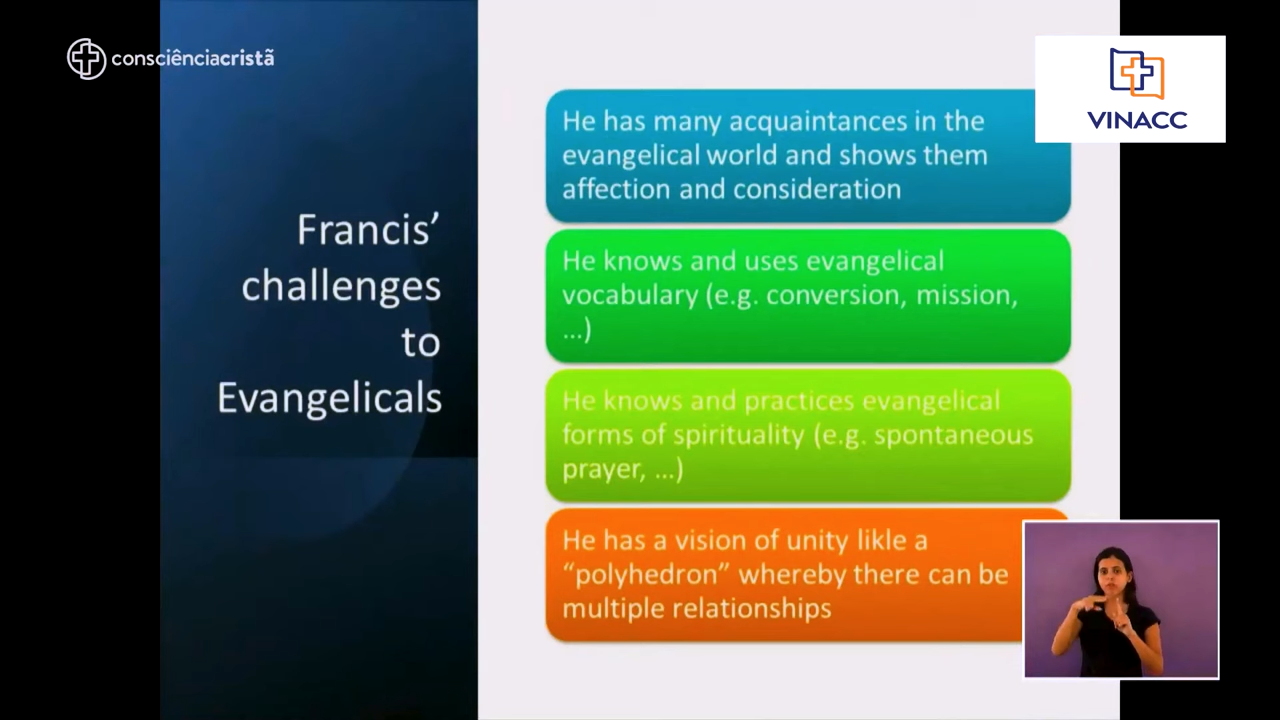 consciênciacristã
VINACC
Francis’
challenges
to
Evangelicals
He has many acquaintances in the
evangelical world and shows them
affection and consideration
He knows and uses evangelical
vocabulary (e.g. conversion, mission,
…)
He knows and practices evangelical
forms of spirituality (e.g. spontaneous
prayer, …)
He has a vision of unity likle a
“polyhedron” whereby there can be
multiple relationships